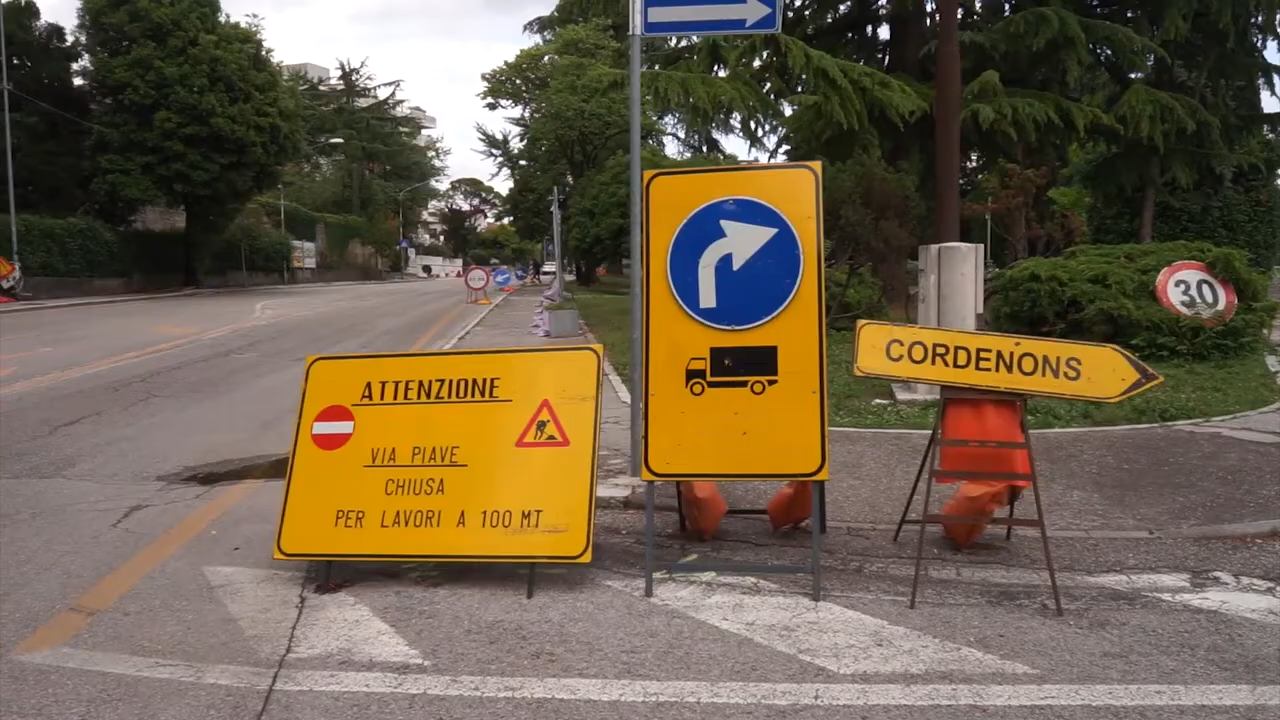 ATTENZIONE
VIA PIAVE
CHIUSA
PER LAVORI A 100 MT
CORDENONS
30